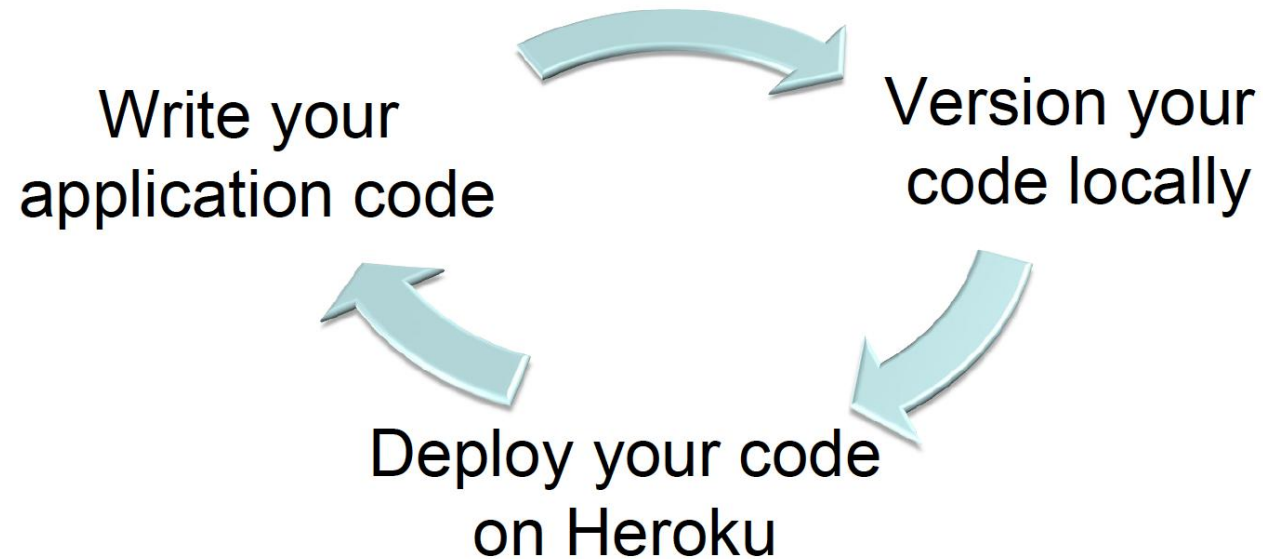 Write your
application code
Version your
code locally
Deploy your code
on Heroku